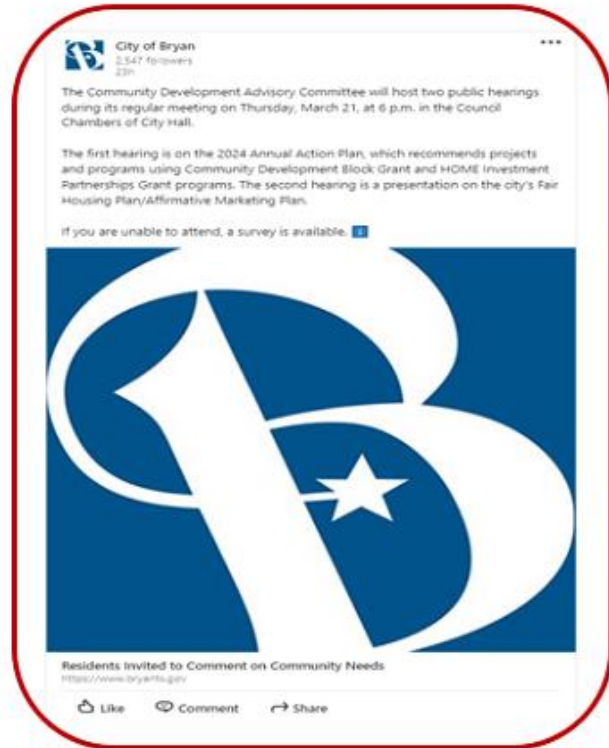 City of Bryan
2,547 followers
23h
The Community Development Advisory Committee will host two public hearings
during its regular meeting on Thursday, March 21, at 6 p.m. in the Council
Chambers of City Hall.
The first hearing is on the 2024 Annual Action Plan, which recommends projects
and programs using Community Development Block Grant and HOME Investment
Partnerships Grant programs. The second hearing is a presentation on the city's Fair
Housing Plan/Affirmative Marketing Plan.
If you are unable to attend, a survey is available.
Residents Invited to Comment on Community Needs
Like Comment Share